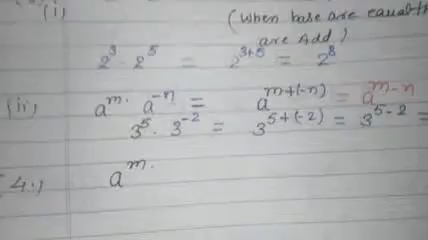 (i) (When base are equal th
are Add)
2³ · 2⁵ = 2³⁺⁵ = 2⁸
(ii) aᵐ · a⁻ⁿ = aᵐ⁺⁽⁻ⁿ⁾ = aᵐ⁻ⁿ
3⁵ · 3⁻² = 3⁵⁺⁽⁻²⁾ = 3⁵⁻² =
4.) aᵐ ·